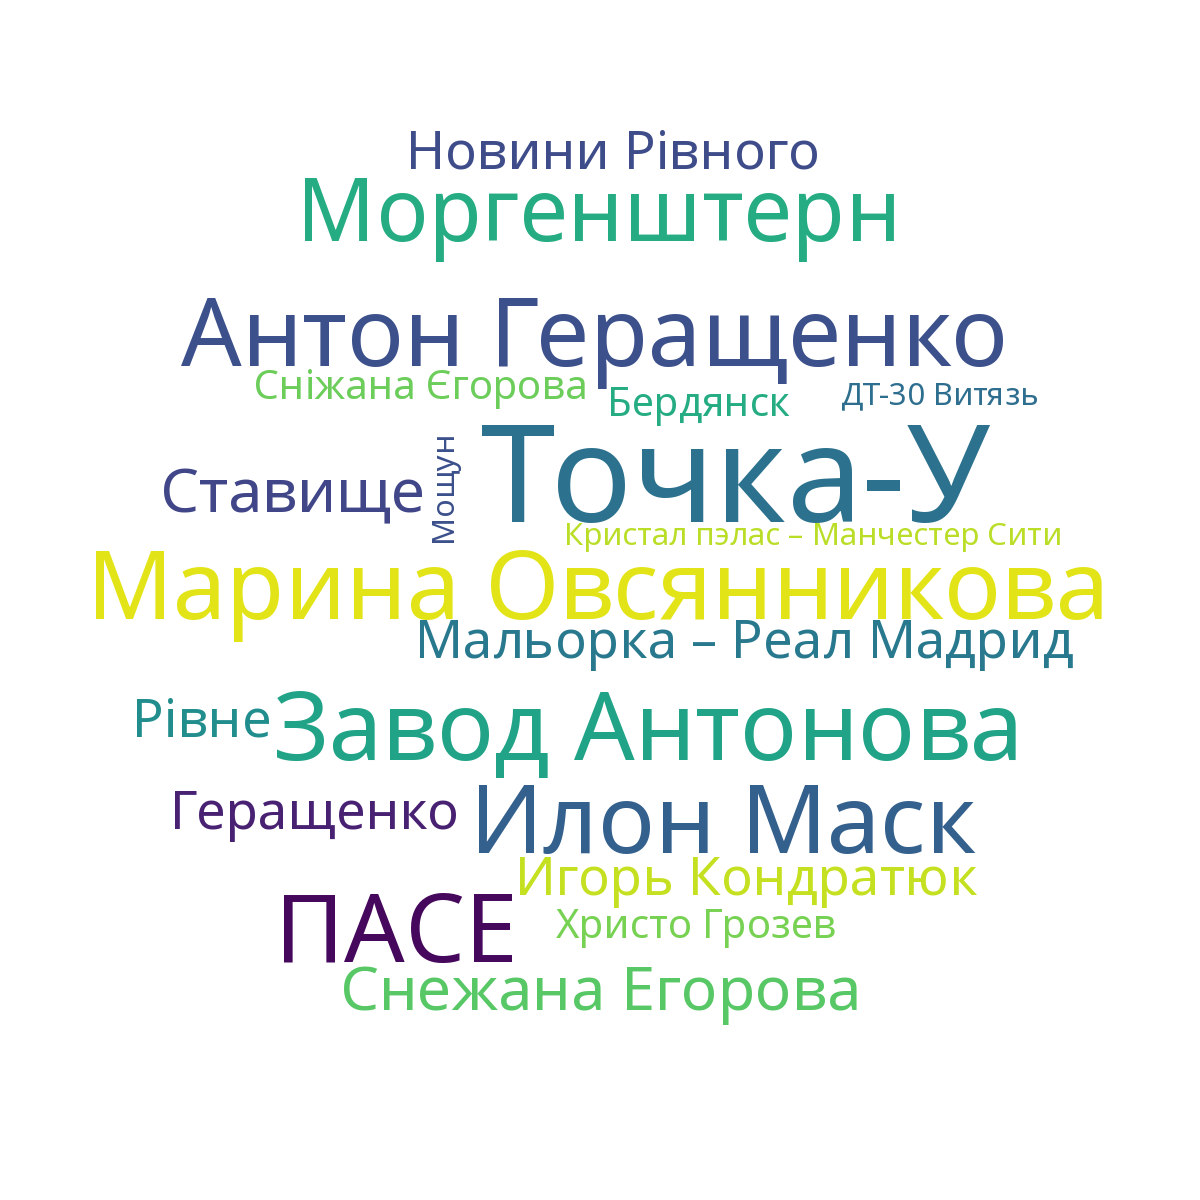 Новини Рівного
Моргенштерн
Антон Геращенко
Сніжана Єгорова
Бердянск
ДТ-30 Витязь
Точка-У
Ставище
Мощун
Кристал пэлас – Манчестер Сити
Марина Овсянникова
Мальорка – Реал Мадрид
Рівне
Завод Антонова
Геращенко
Илон Маск
Игорь Кондратюк
ПАСЕ
Христо Грозев
Снежана Егорова